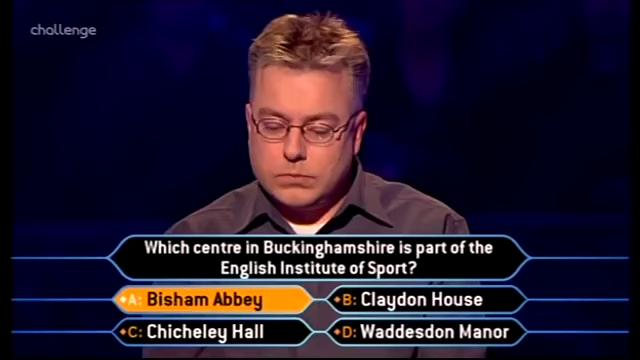 challenge
Which centre in Buckinghamshire is part of the
English Institute of Sport?
A: Bisham Abbey
B: Claydon House
C: Chicheley Hall
D: Waddesdon Manor